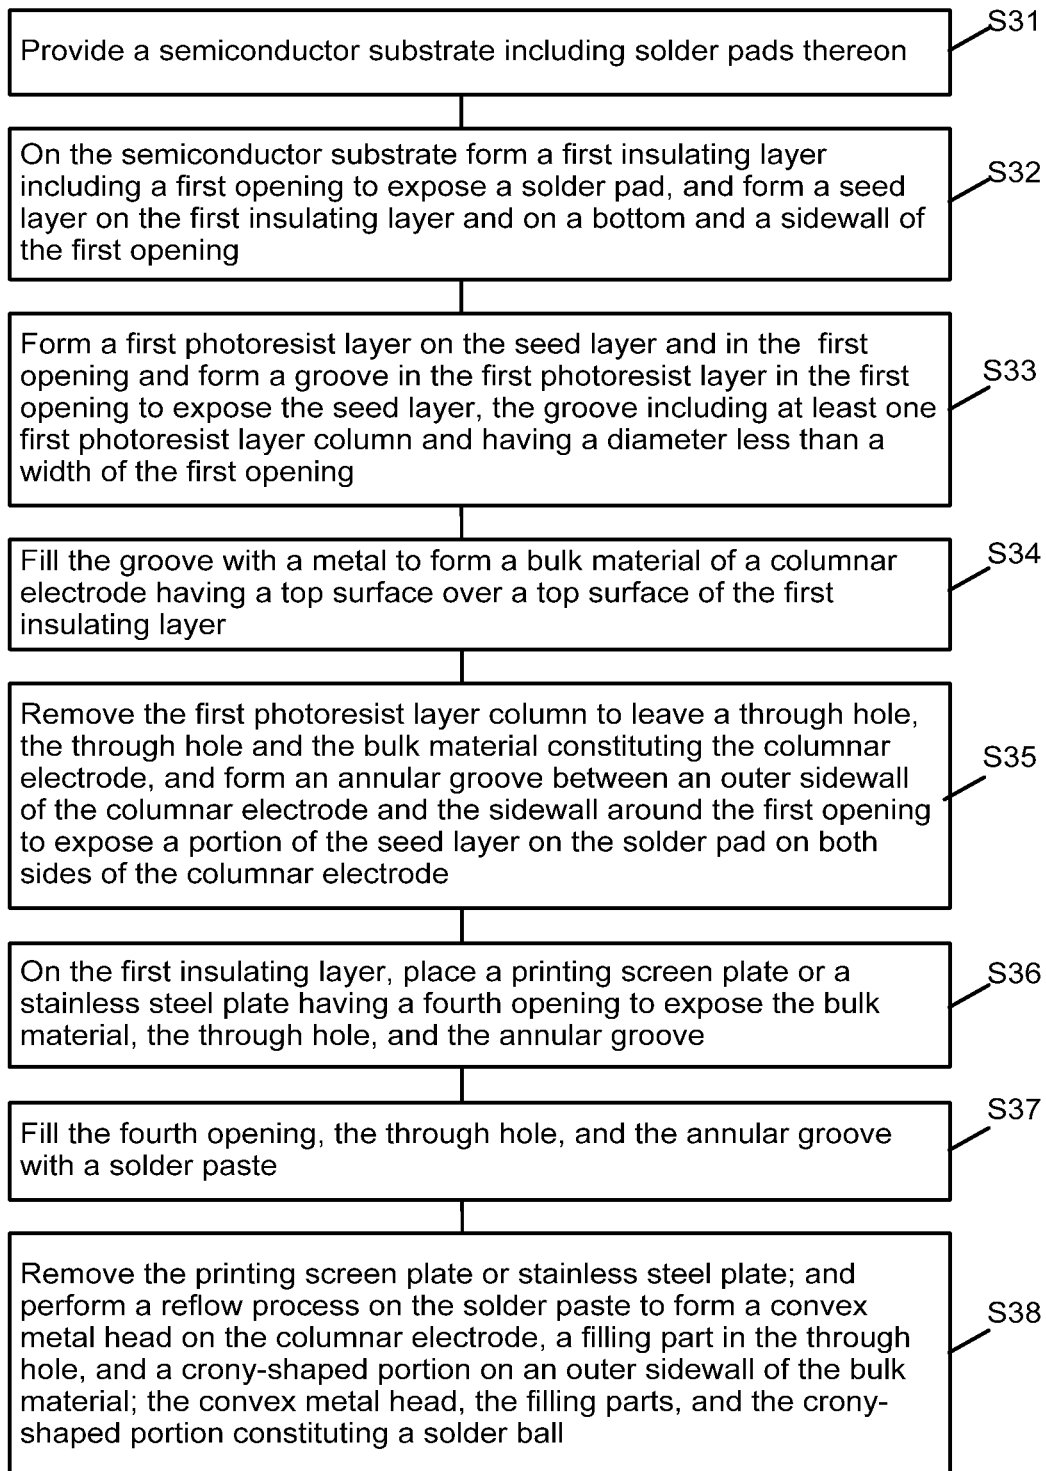 Provide a semiconductor substrate including solder pads thereon
S31
On the semiconductor substrate form a first insulating layer
including a first opening to expose a solder pad, and form a seed
layer on the first insulating layer and on a bottom and a sidewall of
the first opening
S32
Form a first photoresist layer on the seed layer and in the first
opening and form a groove in the first photoresist layer in the first
opening to expose the seed layer, the groove including at least one
first photoresist layer column and having a diameter less than a
width of the first opening
S33
Fill the groove with a metal to form a bulk material of a columnar
electrode having a top surface over a top surface of the first
insulating layer
S34
Remove the first photoresist layer column to leave a through hole,
the through hole and the bulk material constituting the columnar
electrode, and form an annular groove between an outer sidewall
of the columnar electrode and the sidewall around the first opening
to expose a portion of the seed layer on the solder pad on both
sides of the columnar electrode
S35
On the first insulating layer, place a printing screen plate or a
stainless steel plate having a fourth opening to expose the bulk
material, the through hole, and the annular groove
S36
Fill the fourth opening, the through hole, and the annular groove
with a solder paste
S37
Remove the printing screen plate or stainless steel plate; and
perform a reflow process on the solder paste to form a convex
metal head on the columnar electrode, a filling part in the through
hole, and a crony-shaped portion on an outer sidewall of the bulk
material; the convex metal head, the filling parts, and the crony-
shaped portion constituting a solder ball
S38